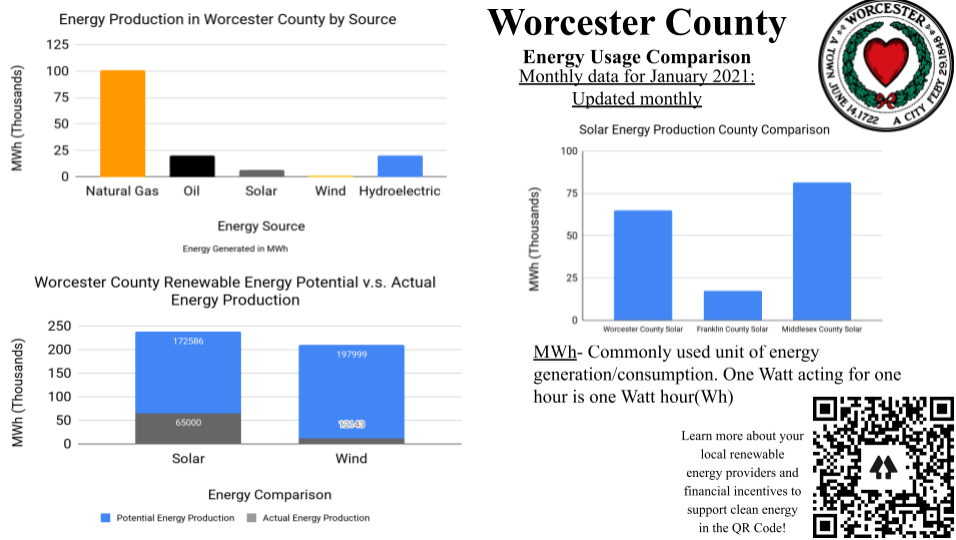 Energy Production in Worcester County by Source
MWh (Thousands)
125
100
75
50
25
0
Natural Gas
Oil
Solar
Wind
Hydroelectric
Energy Source
Energy Generated in MWh
Worcester County Renewable Energy Potential v.s. Actual
Energy Production
MWh (Thousands)
250
200
150
100
50
0
172586
65000
197999
Solar
Wind
Energy Comparison
Potential Energy Production
Actual Energy Production
Worcester County
Energy Usage Comparison
Monthly data for January 2021:
Updated monthly
WORCESTER
A TOWN JUNE 14,1722
A CITY FEBY 29,1848
Solar Energy Production County Comparison
MWh (Thousands)
100
75
50
25
0
Worcester County Solar
Franklin County Solar
Middlesex County Solar
MWh- Commonly used unit of energy
generation/consumption. One Watt acting for one
hour is one Watt hour(Wh)
Learn more about your
local renewable
energy providers and
financial incentives to
support clean energy
in the QR Code!